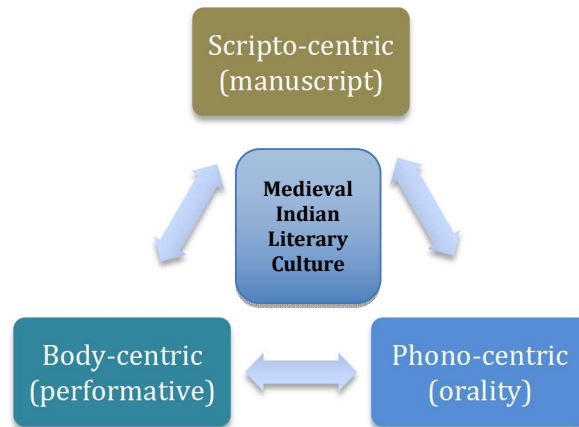 Scripto-centric
(manuscript)
Medieval
Indian
Literary
Culture
Body-centric
(performative)
Phono-centric
(orality)